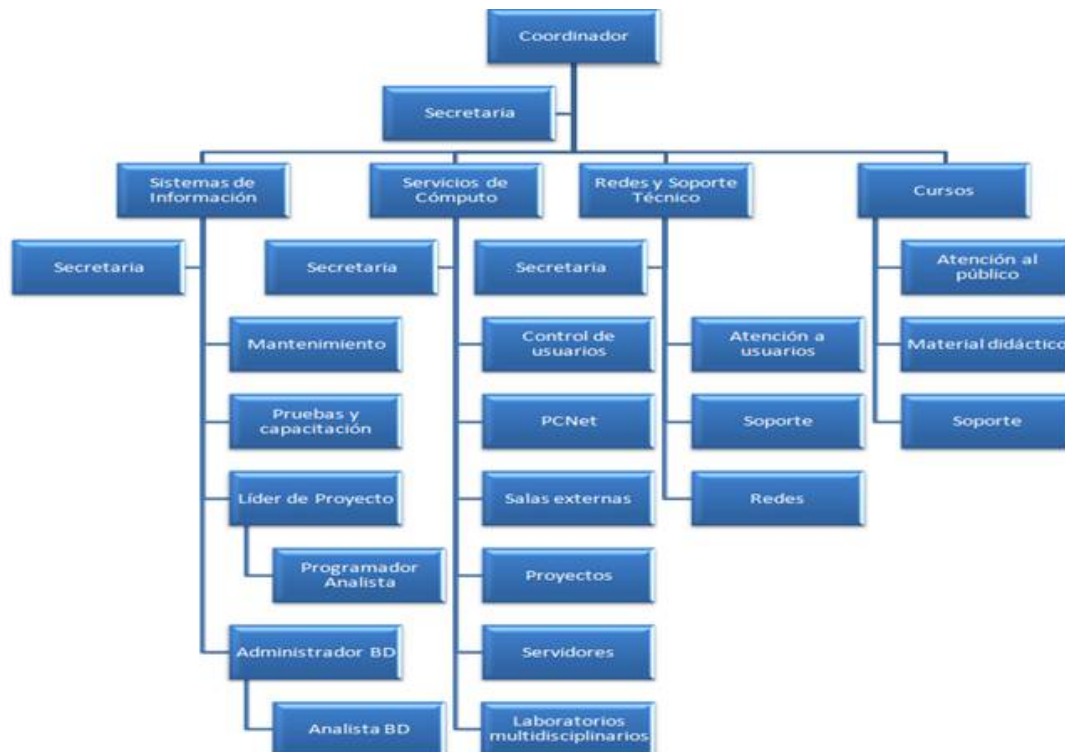 Coordinador
Secretaria
Sistemas de
Información
Servicios de
Cómputo
Redes y Soporte
Técnico
Cursos
Secretaria
Secretaria
Secretaria
Atención al
público
Mantenimiento
Control de
usuarios
Atención a
usuarios
Material didáctico
Pruebas y
capacitación
PCNet
Soporte
Soporte
Líder de Proyecto
Salas externas
Redes
Programador
Analista
Proyectos
Administrador BD
Servidores
Analista BD
Laboratorios
multidisciplinarios